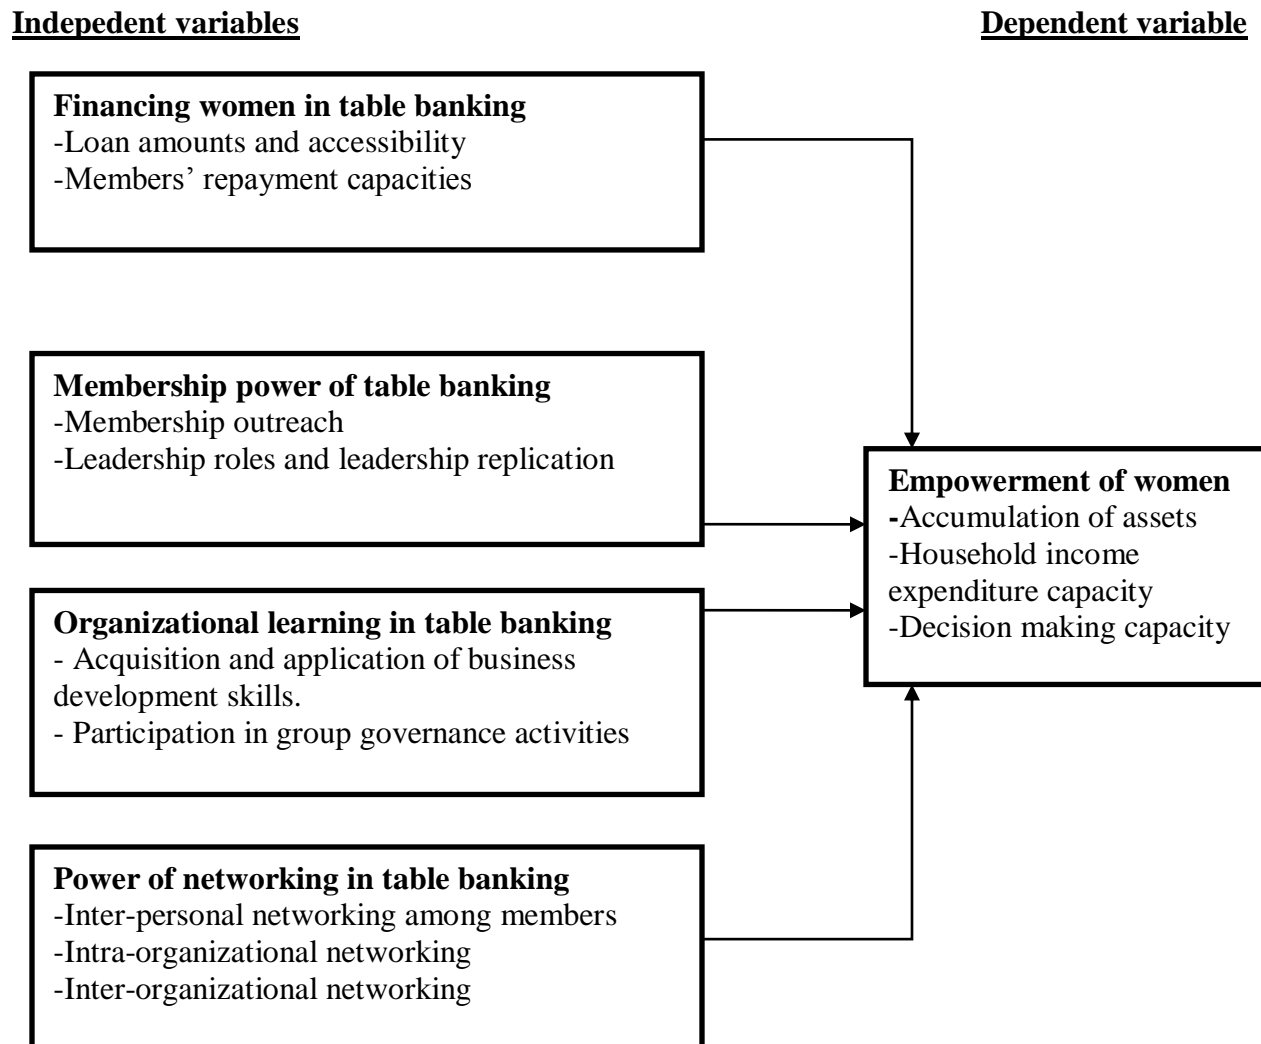 Indepedent variables
Dependent variable
Financing women in table banking
-Loan amounts and accessibility
-Members’ repayment capacities
Membership power of table banking
-Membership outreach
-Leadership roles and leadership replication
Organizational learning in table banking
- Acquisition and application of business
development skills.
- Participation in group governance activities
Power of networking in table banking
-Inter-personal networking among members
-Intra-organizational networking
-Inter-organizational networking
Empowerment of women
-Accumulation of assets
-Household income
expenditure capacity
-Decision making capacity